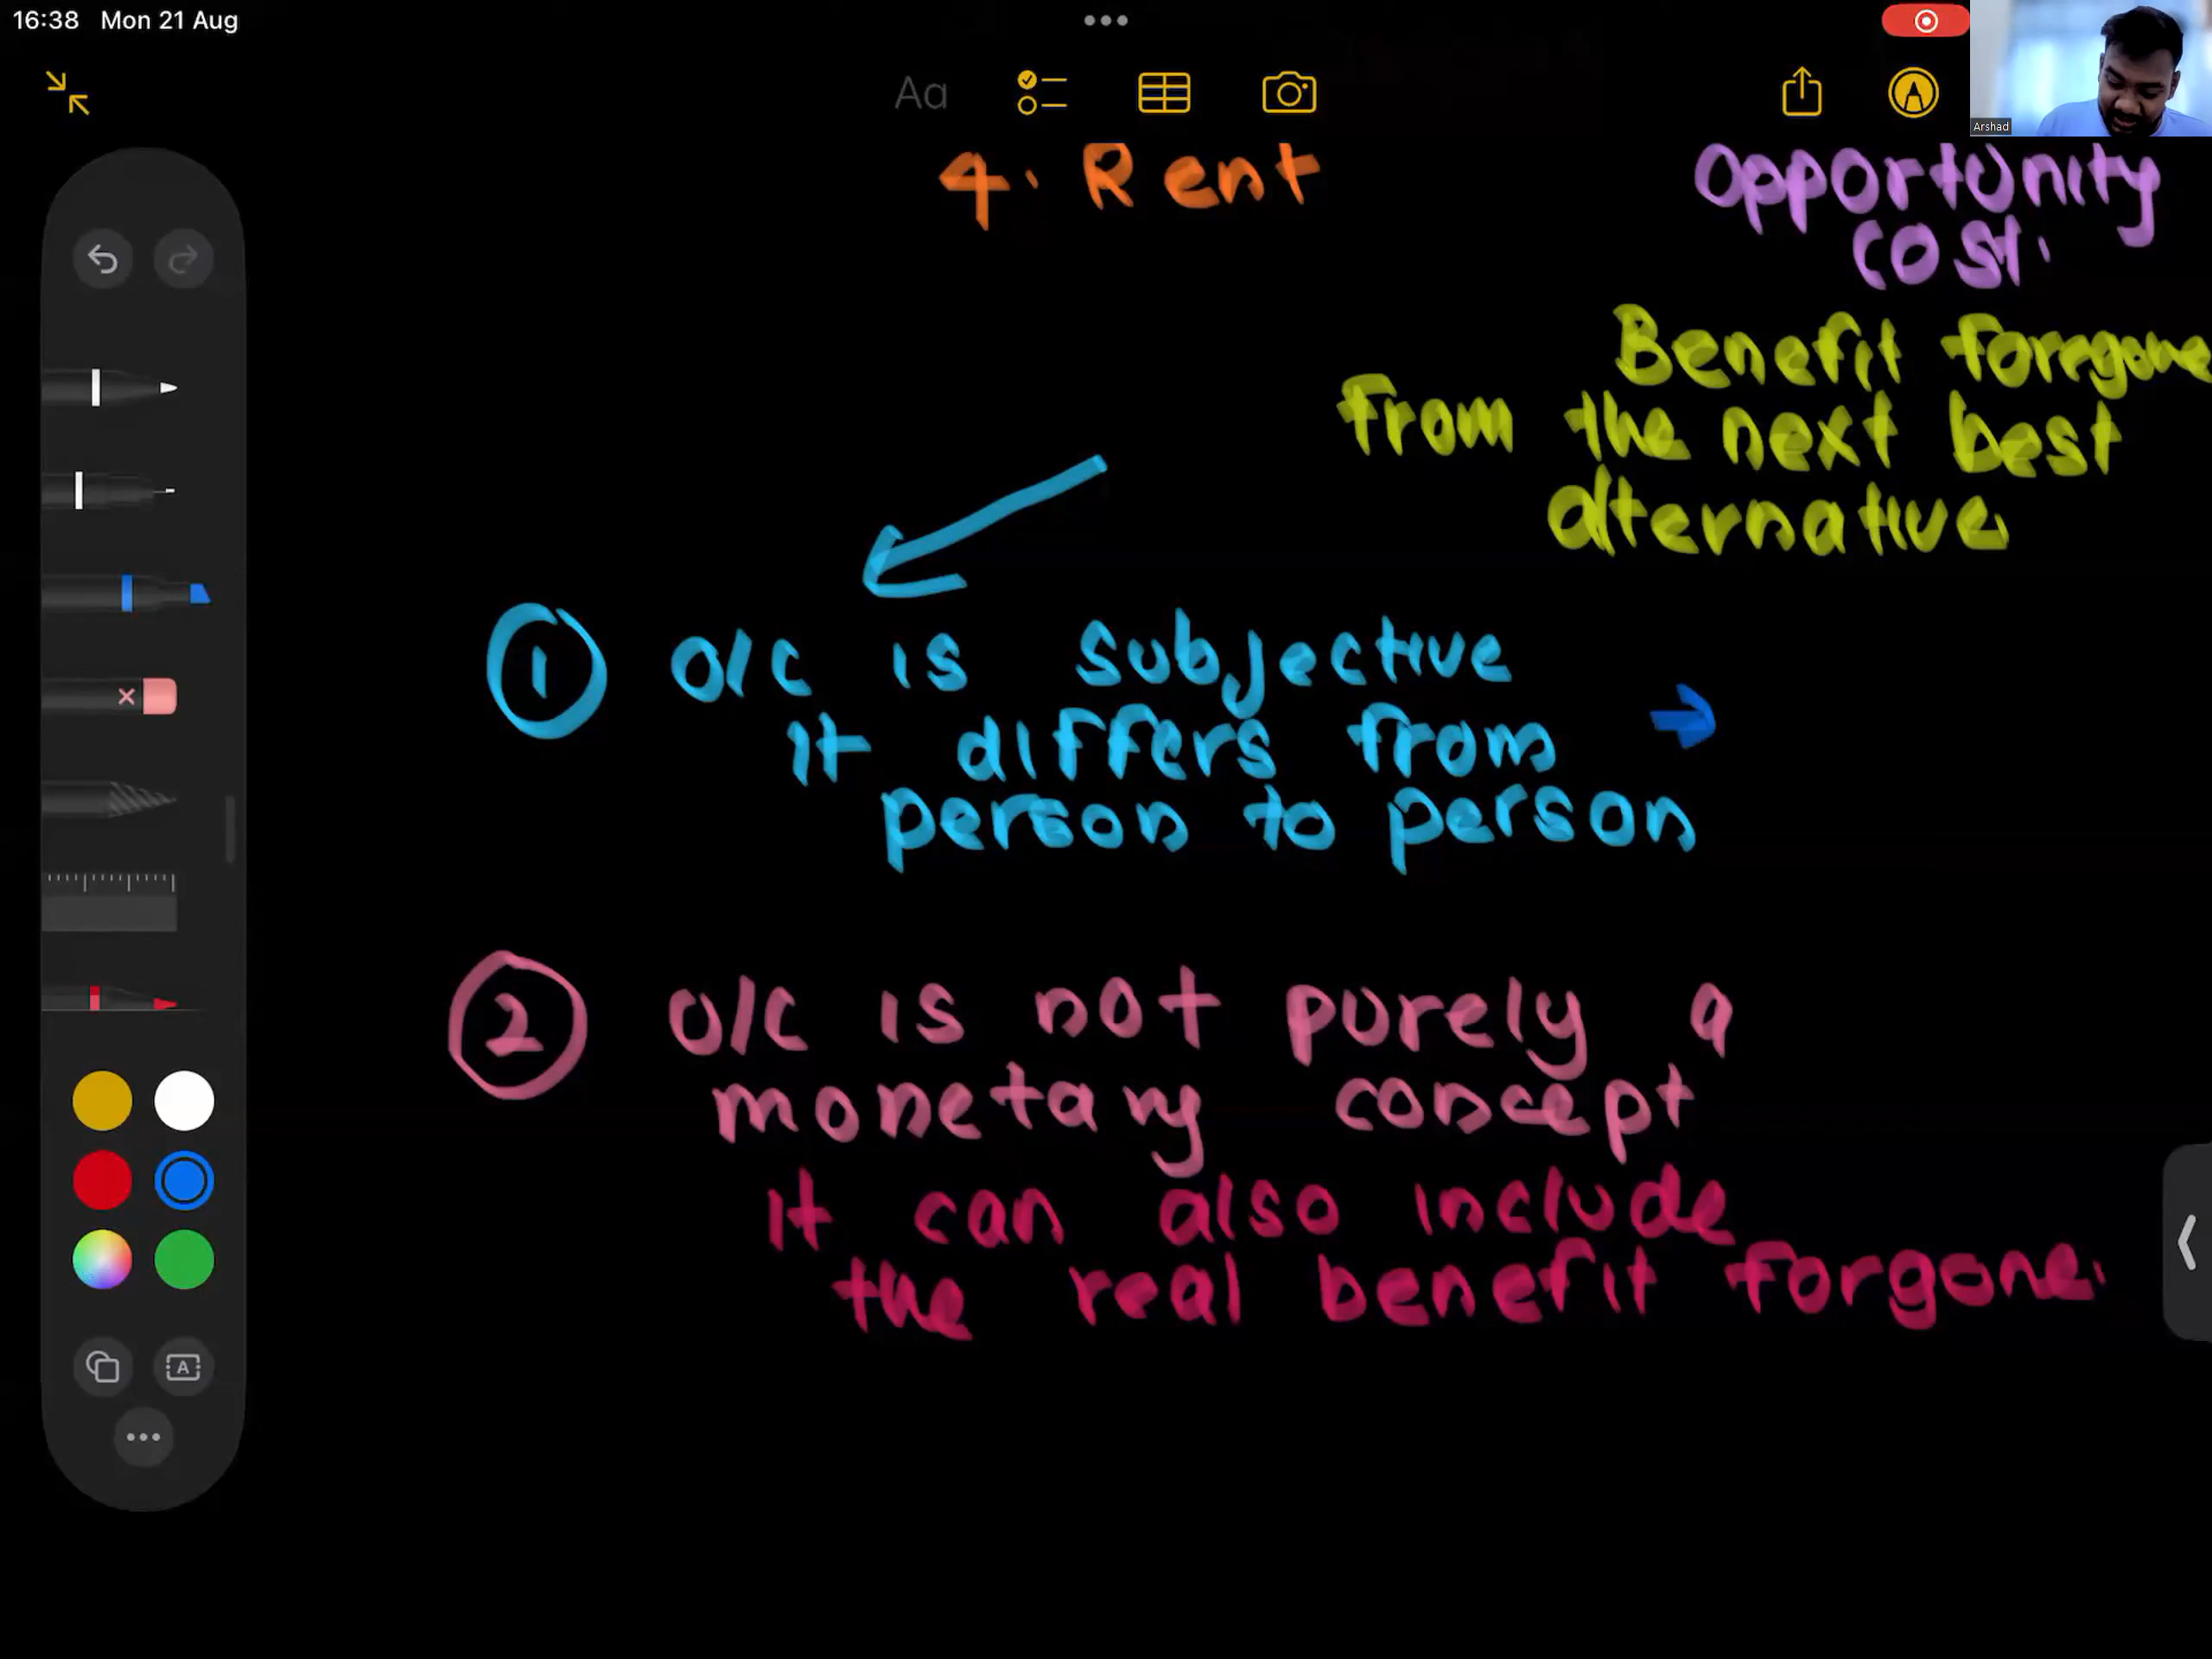 16:38 Mon 21 Aug
Aa
Arshad
4. Rent
Opportunity
cost.
Benefit forrgone
from the next best
alternative
1 O/C is subjective
it differs from
person to person
2 O/C is not purely a
monetary concept
it can also include
the real benefit forgone.
A